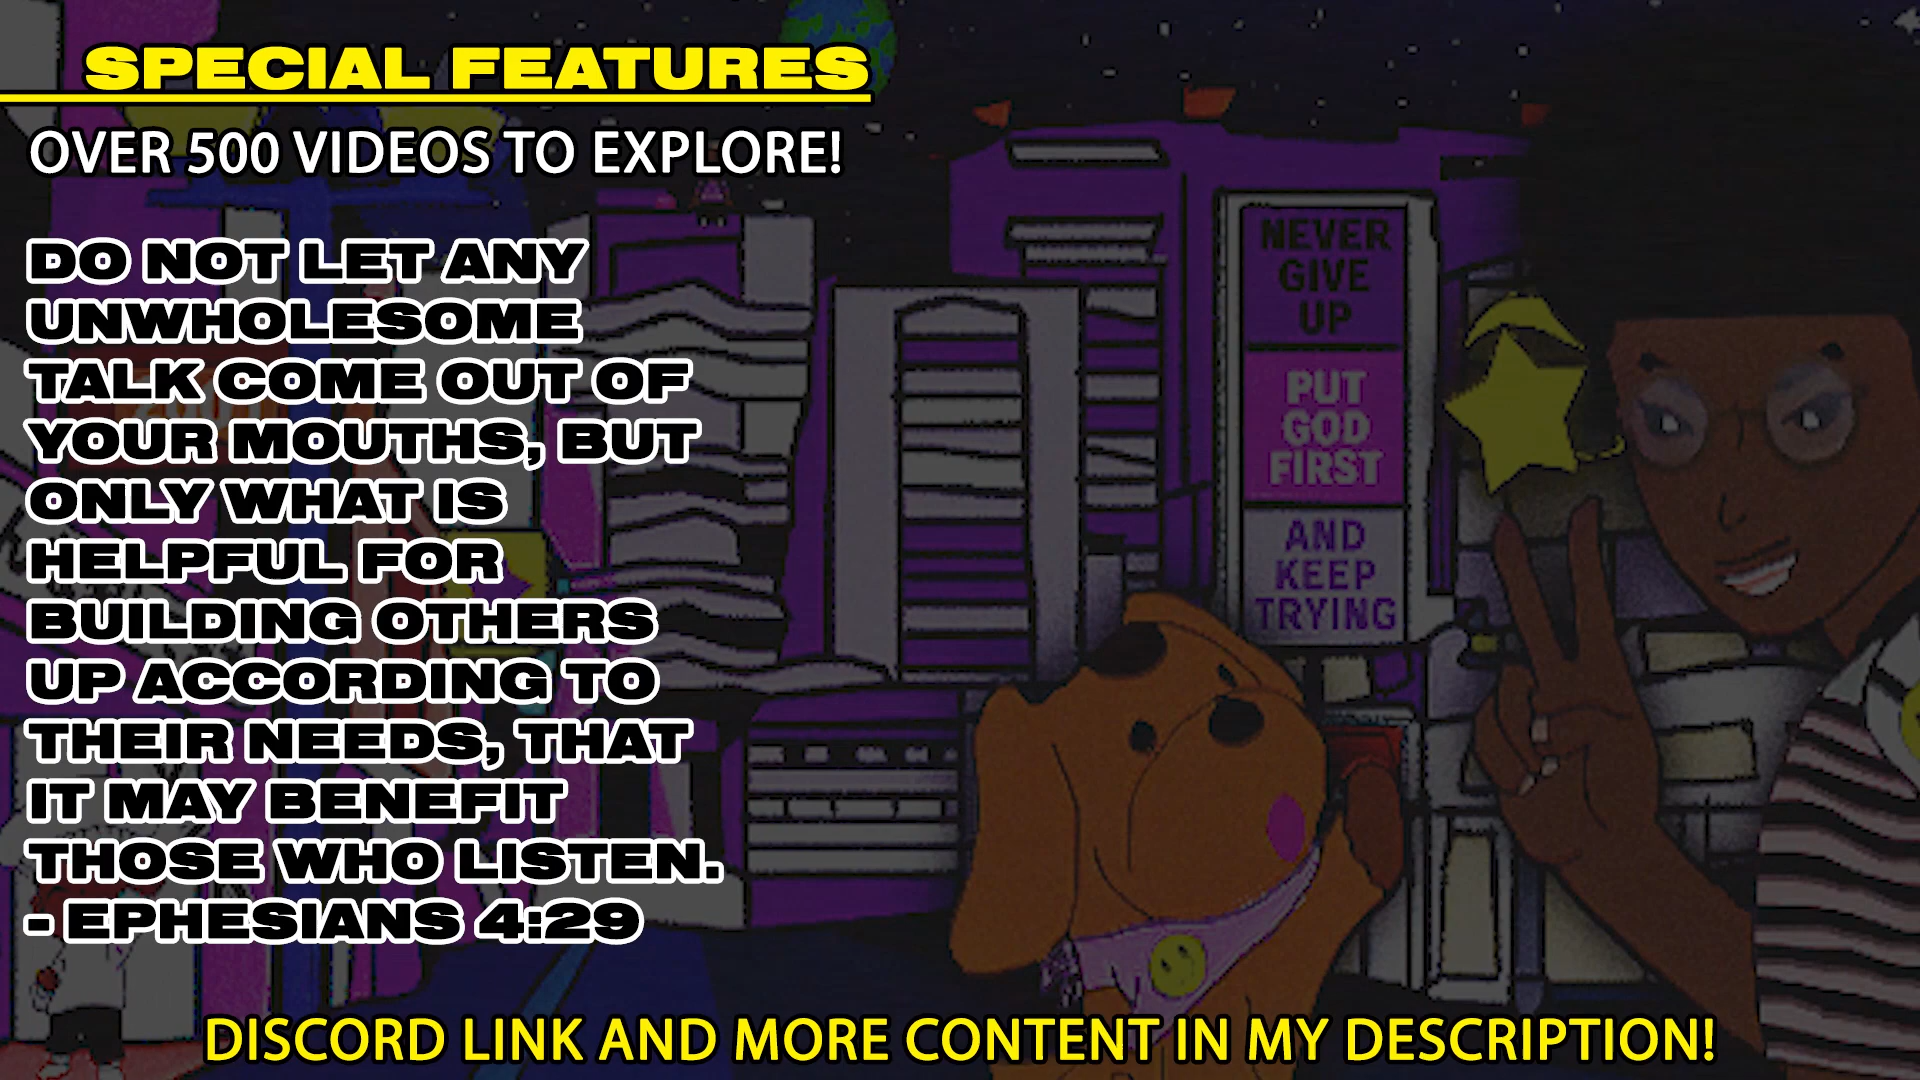 SPECIAL FEATURES
OVER 500 VIDEOS TO EXPLORE!
DO NOT LET ANY
UNWHOLESOME
TALK COME OUT OF
YOUR MOUTHS, BUT
ONLY WHAT IS
HELPFUL FOR
BUILDING OTHERS
UP ACCORDING TO
THEIR NEEDS, THAT
IT MAY BENEFIT
THOSE WHO LISTEN.
- EPHESIANS 4:29
NEVER
GIVE
UP
PUT
GOD
FIRST
AND
KEEP
TRYING
DISCORD LINK AND MORE CONTENT IN MY DESCRIPTION!